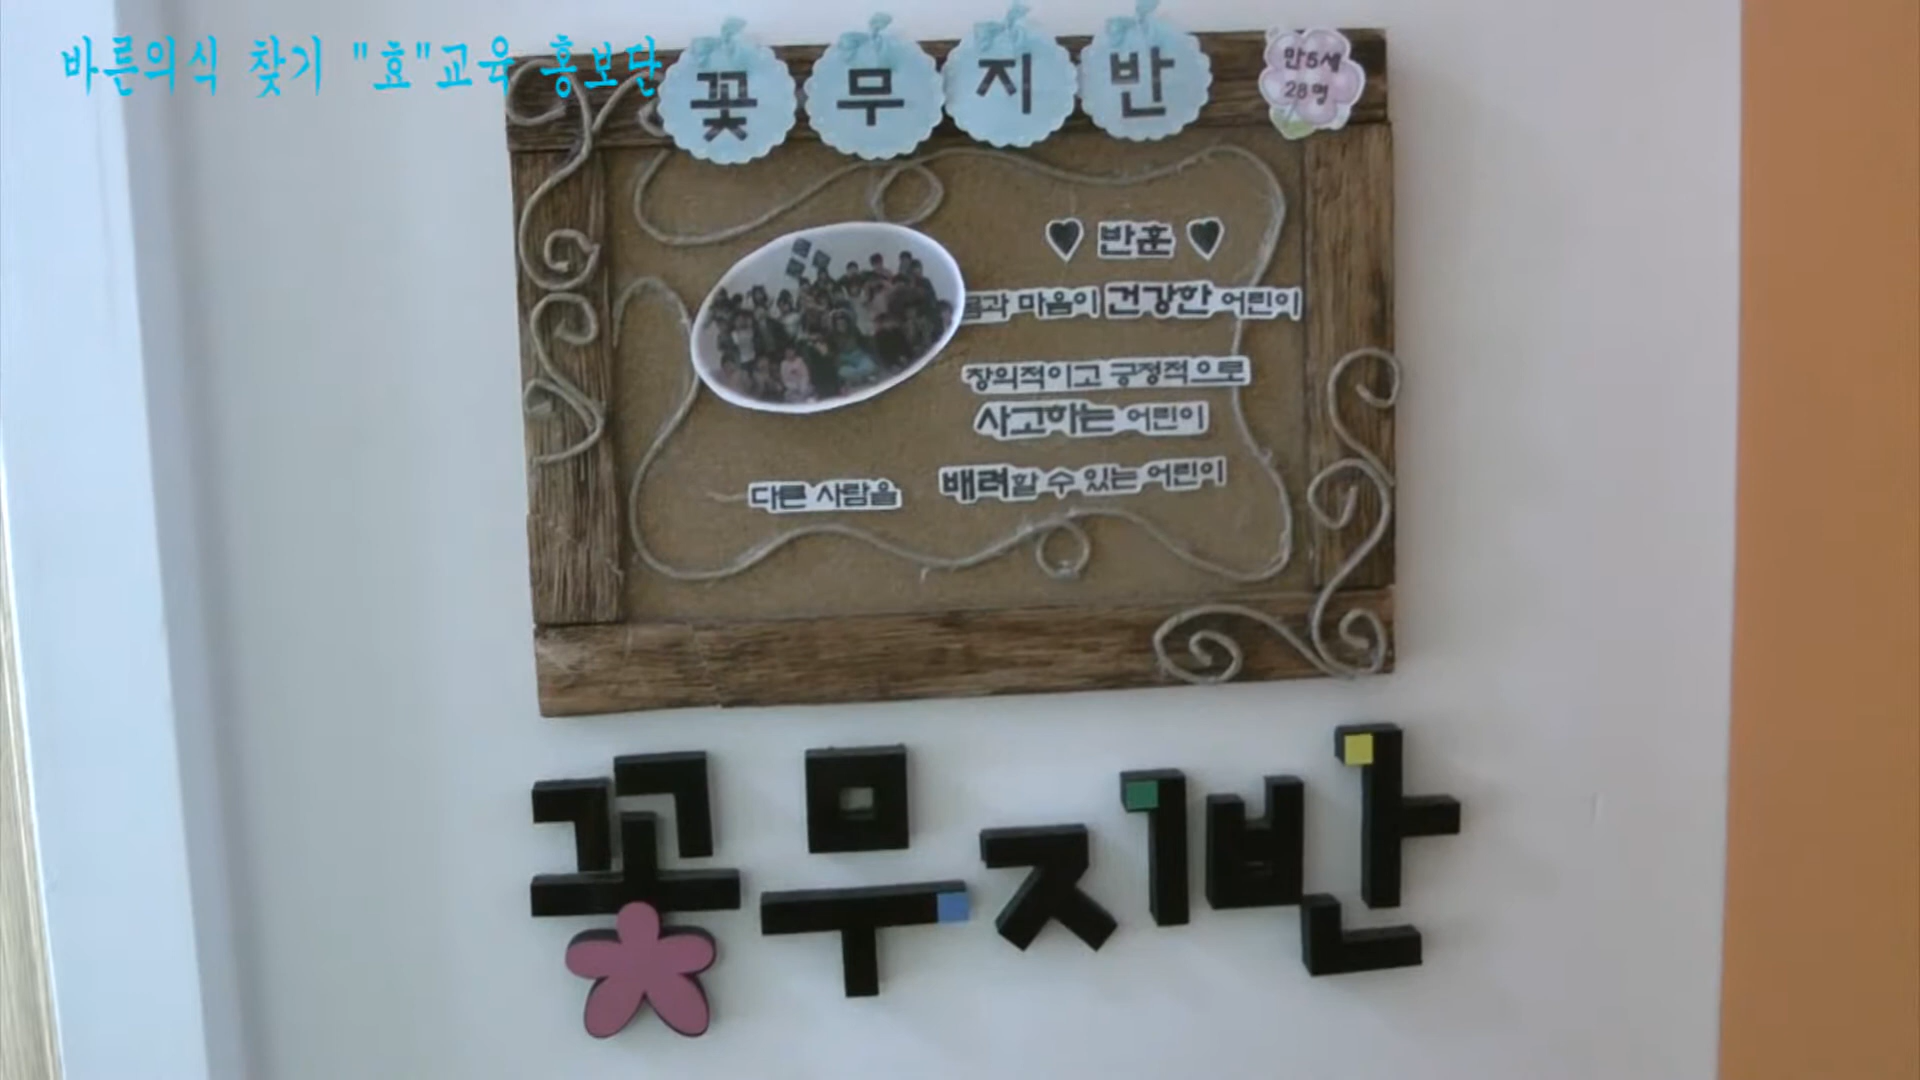 바른의식 찾기 "효"교육 홍보단
꽃무지반
만5세
28명
♥ 반훈 ♥
몸과 마음이 건강한 어린이
창의적이고 긍정적으로
사고하는 어린이
다른 사람을 배려할 수 있는 어린이
꽃무지반